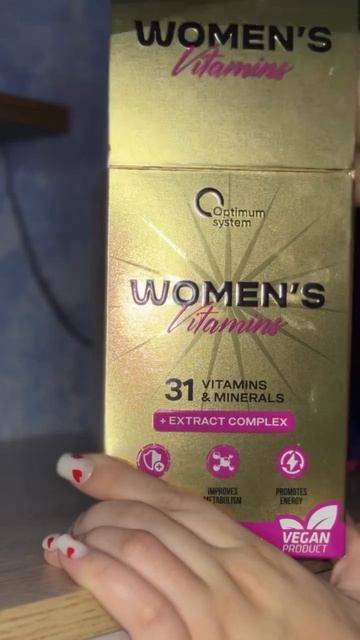 WOMEN'S
Vitamins
Optimum
system
WOMEN'S
Vitamins
31 VITAMINS
& MINERALS
+ EXTRACT COMPLEX
IMPROVES
METABOLISM
PROMOTES
ENERGY
VEGAN
PRODUCT